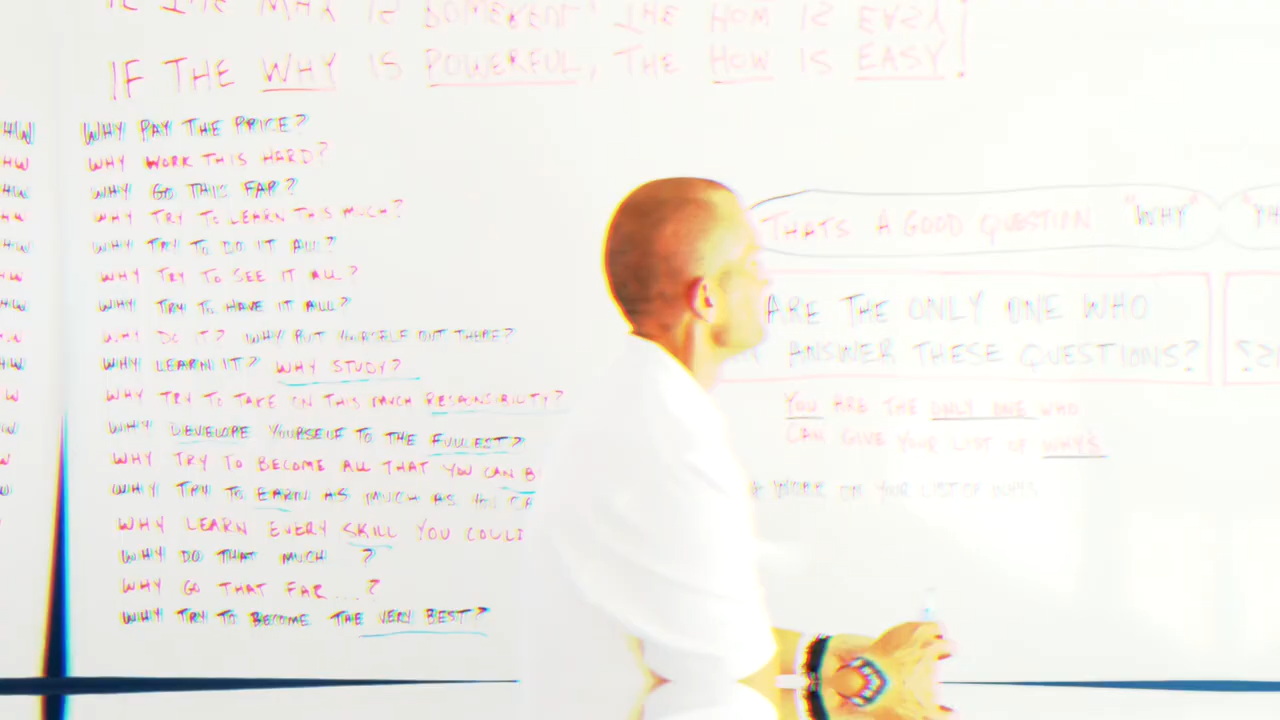 IF THE WHY IS POWERFUL, THE HOW IS EASY!
WHY PAY THE PRICE?
WHY WORK THIS HARD?
WHY GO THIS FAR?
WHY TRY TO LEARN THIS MUCH?
WHY TRY TO DO IT ALL?
WHY TRY TO SEE IT ALL?
WHY TRY TO HAVE IT ALL?
WHY DO IT? WHY PUT YOURSELF OUT THERE?
WHY LEARN IT? WHY STUDY?
WHY TRY TO TAKE ON THIS MUCH RESPONSIBILITY?
WHY DEVELOPE YOURSELF TO THE FULLEST?
WHY TRY TO BECOME ALL THAT YOU CAN B
WHY TRY TO EARN AS MUCH AS YOU CA
WHY LEARN EVERY SKILL YOU COULD
WHY DO THAT MUCH ?
WHY GO THAT FAR....?
WHY TRY TO BECOME THE VERY BEST?
THATS A GOOD QUESTION "WHY"
ARE THE ONLY ONE WHO
ANSWER THESE QUESTIONS?
YOU ARE THE ONLY ONE WHO
CAN GIVE YOUR LIST OF WHY'S
WORK ON YOUR LIST OF WHYS